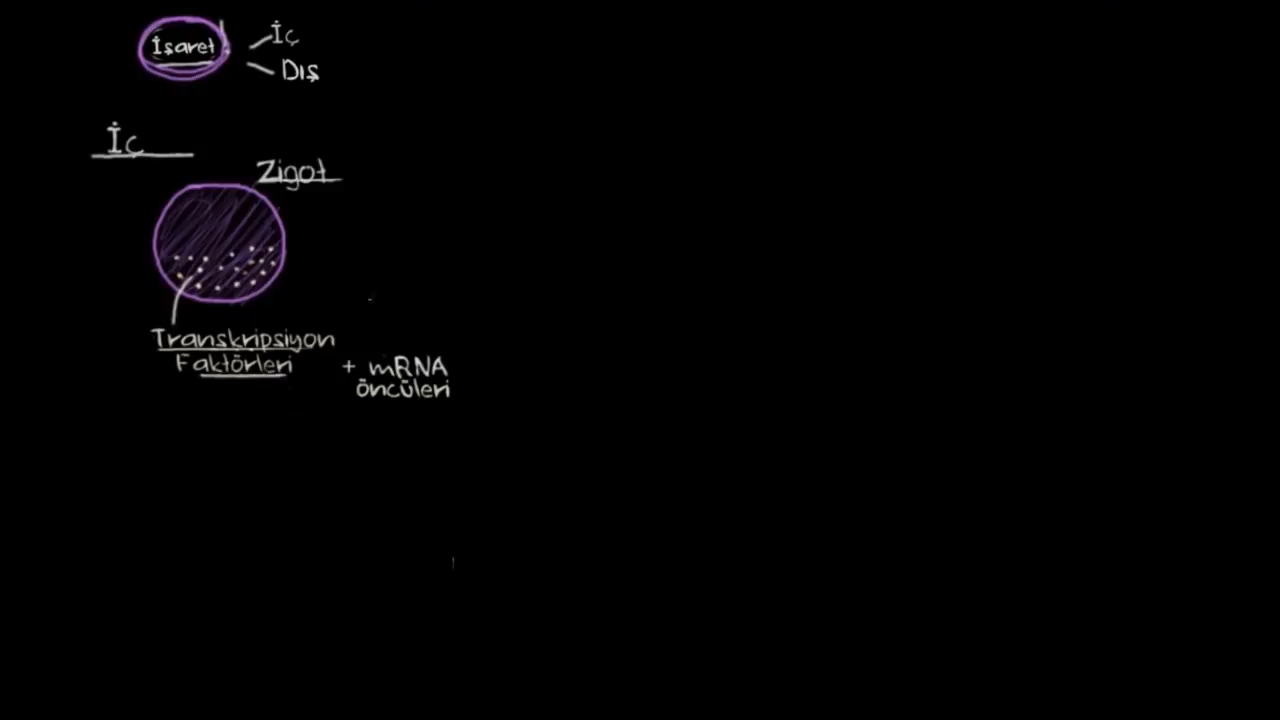 İşaret
İç
Dış
İç
Zigot
Transkripsiyon
Faktörleri
+ mRNA
öncüleri